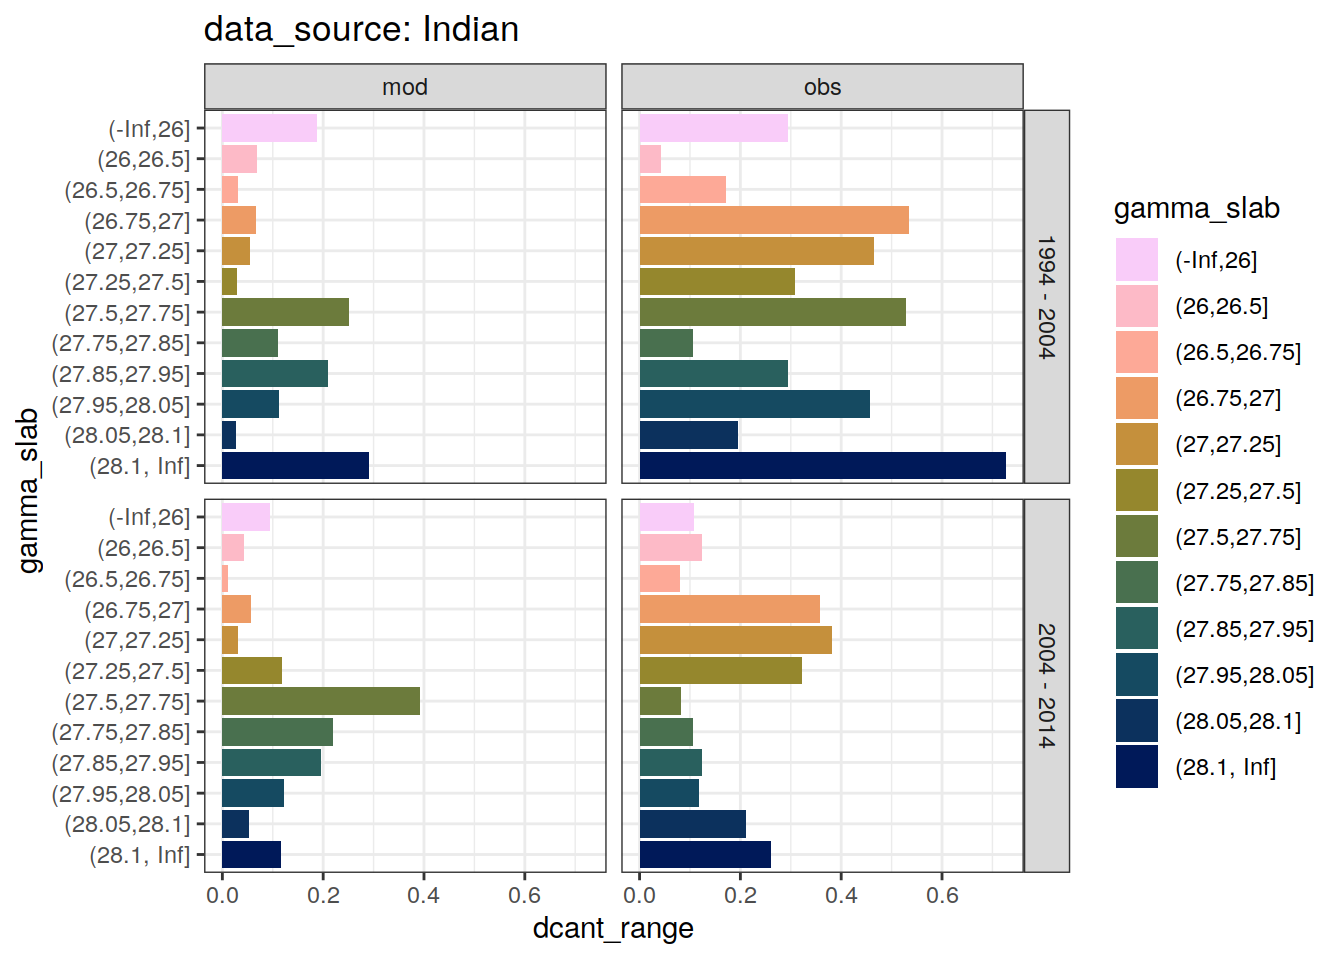 data_source: Indian
mod
obs
(-Inf,26]
(26,26.5]
(26.5,26.75]
(26.75,27]
(27,27.25]
(27.25,27.5]
(27.5,27.75]
(27.75,27.85]
(27.85,27.95]
(27.95,28.05]
(28.05,28.1]
(28.1, Inf]
1994 - 2004
(-Inf,26]
(26,26.5]
(26.5,26.75]
(26.75,27]
(27,27.25]
(27.25,27.5]
(27.5,27.75]
(27.75,27.85]
(27.85,27.95]
(27.95,28.05]
(28.05,28.1]
(28.1, Inf]
2004 - 2014
gamma_slab
0.0 0.2 0.4 0.6
0.0 0.2 0.4 0.6
dcant_range
gamma_slab
(-Inf,26]
(26,26.5]
(26.5,26.75]
(26.75,27]
(27,27.25]
(27.25,27.5]
(27.5,27.75]
(27.75,27.85]
(27.85,27.95]
(27.95,28.05]
(28.05,28.1]
(28.1, Inf]